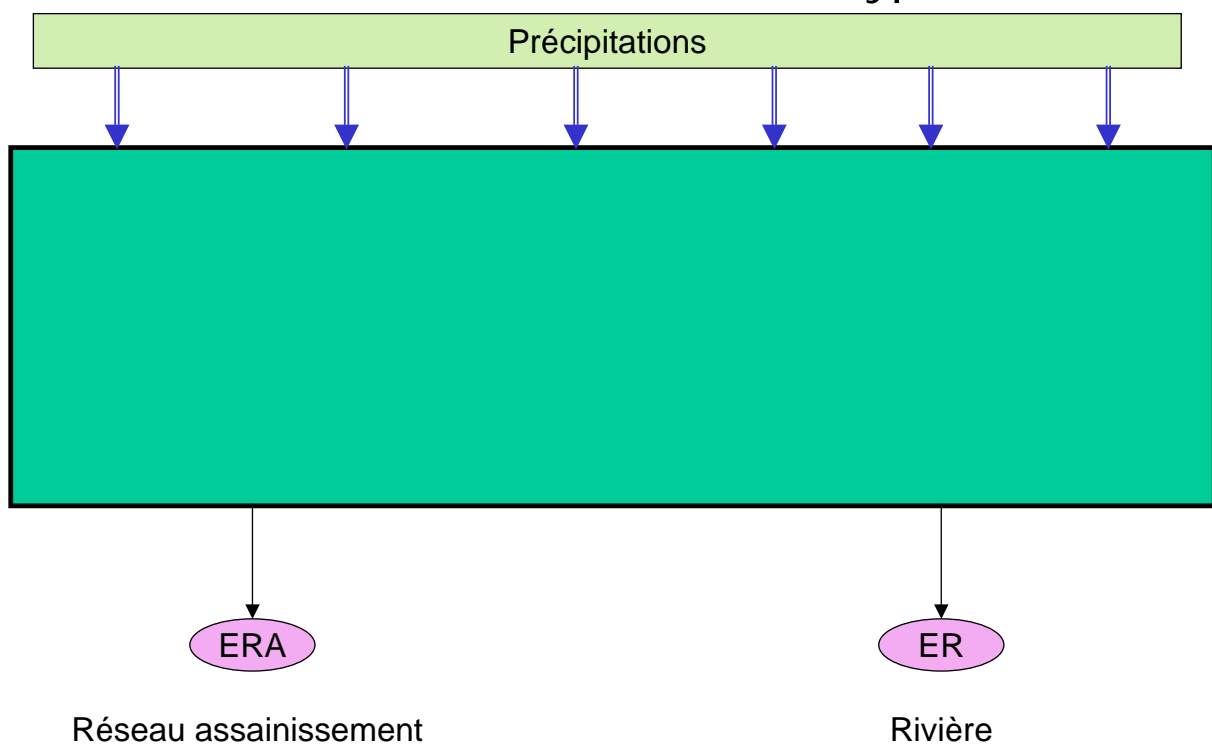 Précipitations
ERA
ER
Réseau assainissement
Rivière